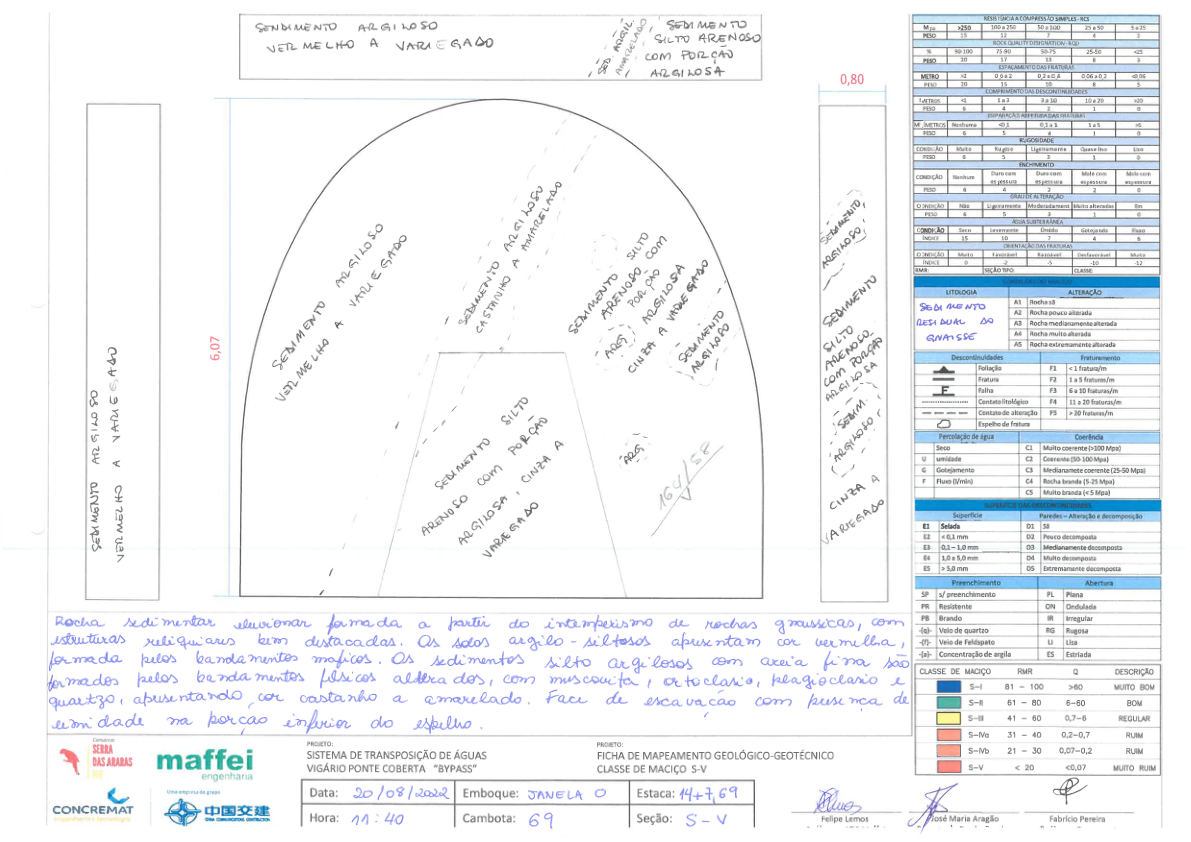 SENDIMENTO ARGILOSO
VERMELHO A VARIEGADO
SED. ARGIL.
AMARELADO
SEDIMENTO
SILTO ARENOSO
COM PORÇÃO
ARGILOSA
0,80
6,07
SEDIMENTO ARGILOSO
VERMELHO A VARIEGADO
SEDIMENTO ARGILOSO
VERMELHO A VARIEGADO
SEDIMENTO ARGILOSO
CASTANHO A AMARELADO
SEDIMENTO SILTO
ARENOSO COM
PORÇÃO
ARGILOSA
CINZA A VARIEGADO
ARG
SEDIMENTO
ARGILOSO
SEDIMENTO SILTO
ARENOSO COM PORÇÃO
ARGILOSA, CINZA A
VARIEGADO
ARG
164/158
V
SEDIMENTO
ARGILOSO
SEDIMENTO
SILTO
ARENOSO
COM PORÇÃO
ARGILOSA
SEDIM.
ARGILOSO
CINZA A
VARIEGADO
Rocha sedimentar eluvionar formada a partir do intemperismo de rochas gnaissicas, com
estruturas reliquiares bem destacadas. Os solos argilo-siltosos apresentam cor vermelha,
formada pelos bandamentos maficos. Os sedimentos silto argilosos com areia fina são
formados pelos bandamentos félsicos alterados, com muscovita, ortoclasio, plagioclasio e
quartzo, apresentando cor castanho a amarelado. Face de escavação com presença de
umidade na porção inferior do espelho.
RESISTÊNCIA A COMPRESSÃO SIMPLES - RCS
Mpa >250 100 a 250 50 a 100 25 a 50 5 a 25
PESO 15 12 7 4 2
ROCK QUALITY DESIGNATION - RQD
% 90-100 75-90 50-75 25-50 <25
PESO 20 17 13 8 3
ESPAÇAMENTO DAS FRATURAS
METRO >2 0,6 a 2 0,2 a 0,6 0,06 a 0,2 <0,06
PESO 20 15 10 8 5
COMPRIMENTO DAS DESCONTINUIDADES
METROS <1 1 a 3 3 a 10 10 a 20 >20
PESO 6 4 2 1 0
SEPARAÇÃO ABERTURA DAS FRATURAS
MILÍMETROS Nenhuma <0,1 0,1 a 1 1 a 5 >5
PESO 6 5 4 1 0
RUGOSIDADE
CONDIÇÃO Muito Rugoso Ligeiramente Quase liso Liso
PESO 6 5 3 1 0
ENCHIMENTO
CONDIÇÃO Nenhum Duro com espessura Duro com espessura Mole com espessura Mole com espessura
PESO 6 4 2 2 0
GRAU DE ALTERAÇÃO
CONDIÇÃO Não Ligeiramente Moderadament Muito alteradas Em
PESO 6 5 3 1 0
ÁGUA SUBTERRÂNEA
CONDIÇÃO Seco Levemente Úmido Gotejando Fluxo
ÍNDICE 15 10 7 4 0
ORIENTAÇÃO DAS FRATURAS
CONDIÇÃO Muito Favorável Razoável Desfavorável Muito
ÍNDICE 0 -2 -5 -10 -12
RMR: SEÇÃO TIPO: CLASSE:
LITOLOGIA ALTERAÇÃO
SEDIMENTO
RESIDUAL DO
GNAISSE
A1 Rocha sã
A2 Rocha pouco alterada
A3 Rocha medianamente alterada
A4 Rocha muito alterada
A5 Rocha extremamente alterada
Descontinuidades Fraturamento
Foliação F1 < 1 fratura/m
Fratura F2 1 a 5 fraturas/m
F Falha F3 6 a 10 fraturas/m
Contato litológico F4 11 a 20 fraturas/m
Contato de alteração F5 > 20 fraturas/m
Espelho de fratura
Percolação de água Coerência
Seco C1 Muito coerente (>100 Mpa)
U umidade C2 Coerente (50-100 Mpa)
G Gotejamento C3 Medianamete coerente (25-50 Mpa)
F Fluxo (l/min) C4 Rocha branda (5-25 Mpa)
C5 Muito branda (< 5 Mpa)
SUPERFÍCIE DAS DESCONTINUIDADES
Superfície Paredes – Alteração e decomposição
E1 Selada D1 Sã
E2 < 0,1 mm D2 Pouco decomposta
E3 0,1 – 1,0 mm D3 Medianamente decomposta
E4 1,0 a 5,0 mm D4 Muito decomposta
E5 > 5,0 mm D5 Extremamente decomposta
Preenchimento Abertura
SP s/ preenchimento PL Plana
PR Resistente ON Ondulada
PB Brando IR Irregular
-(q)- Veio de quartzo RG Rugosa
-(f)- Veio de Feldspato LI Lisa
-(a)- Concentração de argila ES Estriada
CLASSE DE MACIÇO RMR Q DESCRIÇÃO
S-I 81 – 100 >60 MUITO BOM
S-II 61 – 80 6-60 BOM
S-III 41 – 60 0,7-6 REGULAR
S-IVa 31 – 40 0,2-0,7 RUIM
S-IVb 21 – 30 0,07-0,2 RUIM
S-V < 20 <0,07 MUITO RUIM
Consórcio
SERRA
DAS ARARAS
maffei
engenharia
CONCREMAT
engenharia e tecnologia
Uma empresa do grupo
中国交建
CHINA COMMUNICATIONS CONSTRUCTION
PROJETO:
SISTEMA DE TRANSPOSIÇÃO DE ÁGUAS
VIGÁRIO PONTE COBERTA "BYPASS"
PROJETO:
FICHA DE MAPEAMENTO GEOLÓGICO-GEOTÉCNICO
CLASSE DE MACIÇO S-V
Data: 20/08/2022 Emboque: JANELA O Estaca: 14+7,69
Hora: 11:40 Cambota: 69 Seção: S-V
Felipe Lemos
José Maria Aragão
Fabrício Pereira